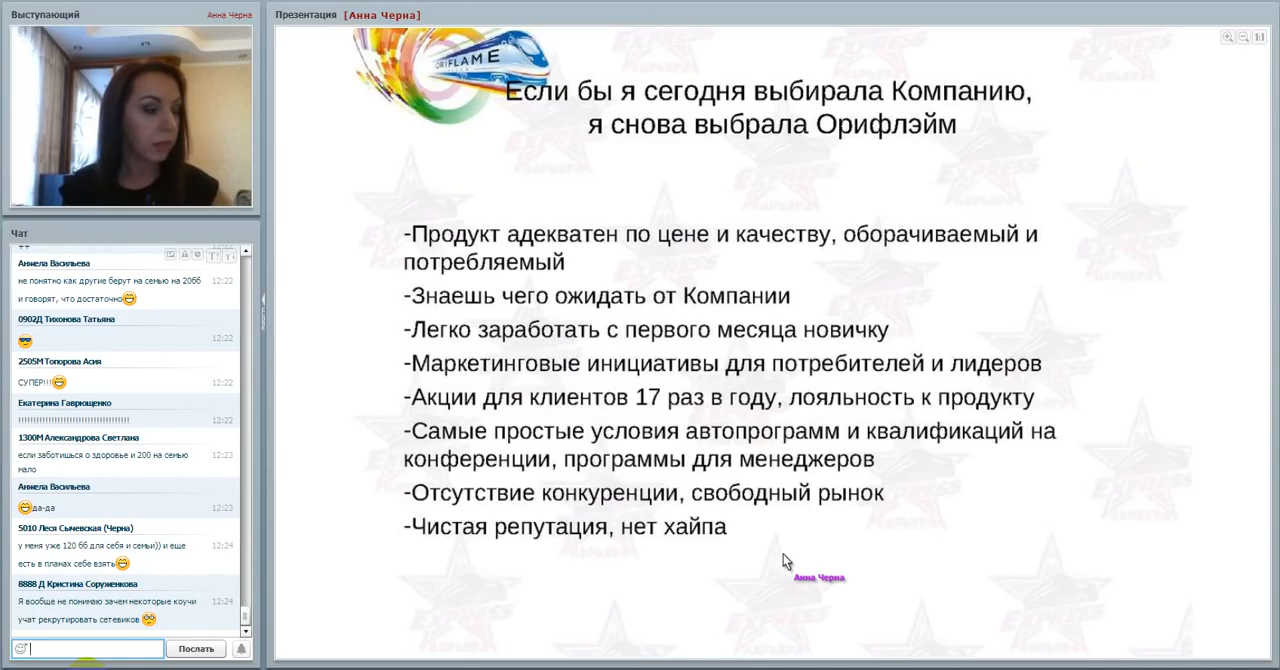 Выступающий
Анна Черна
Чат
++
12:22
Анжела Васильева
не понятно как другие берут на семью на 20бб
12:22
и говорят, что достаточно
0902Д Тихонова Татьяна
12:22
2505М Топорова Асия
СУПЕР!!!
12:22
Екатерина Гаврющенко
!!!!!!!!!!!!!!!!!!!!!!!!!!!!!!!!!!!!
12:22
1300М Александрова Светлана
если заботишься о здоровье и 200 на семью
12:23
мало
Анжела Васильева
да-да
12:23
5010 Леся Сычевская (Черна)
у меня уже 120 бб для себя и семьи)) и еще
12:24
есть в планах себе взять
8888 Д Кристина Соруженкова
Я вообще не понимаю зачем некоторые коучи
12:24
учат рекрутировать сетевиков
Послать
Презентация [Анна Черна]
1:1
ORIFLAME
Если бы я сегодня выбирала Компанию,
я снова выбрала Орифлэйм
-Продукт адекватен по цене и качеству, оборачиваемый и
потребляемый
-Знаешь чего ожидать от Компании
-Легко заработать с первого месяца новичку
-Маркетинговые инициативы для потребителей и лидеров
-Акции для клиентов 17 раз в году, лояльность к продукту
-Самые простые условия автопрограмм и квалификаций на
конференции, программы для менеджеров
-Отсутствие конкуренции, свободный рынок
-Чистая репутация, нет хайпа
Анна Черна